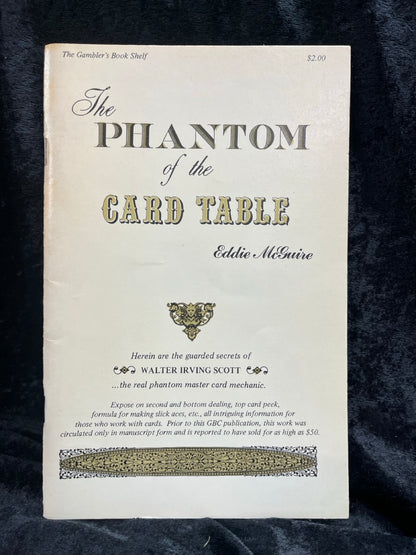 The Gambler's Book Shelf $2.00
The
PHANTOM
of the
CARD TABLE
Eddie McGuire
Herein are the guarded secrets of
WALTER IRVING SCOTT
...the real phantom master card mechanic.
Expose on second and bottom dealing, top card peek,
formula for making slick aces, etc., all intriguing information for
those who work with cards. Prior to this GBC publication, this work was
circulated only in manuscript form and is reported to have sold for as high as $50.